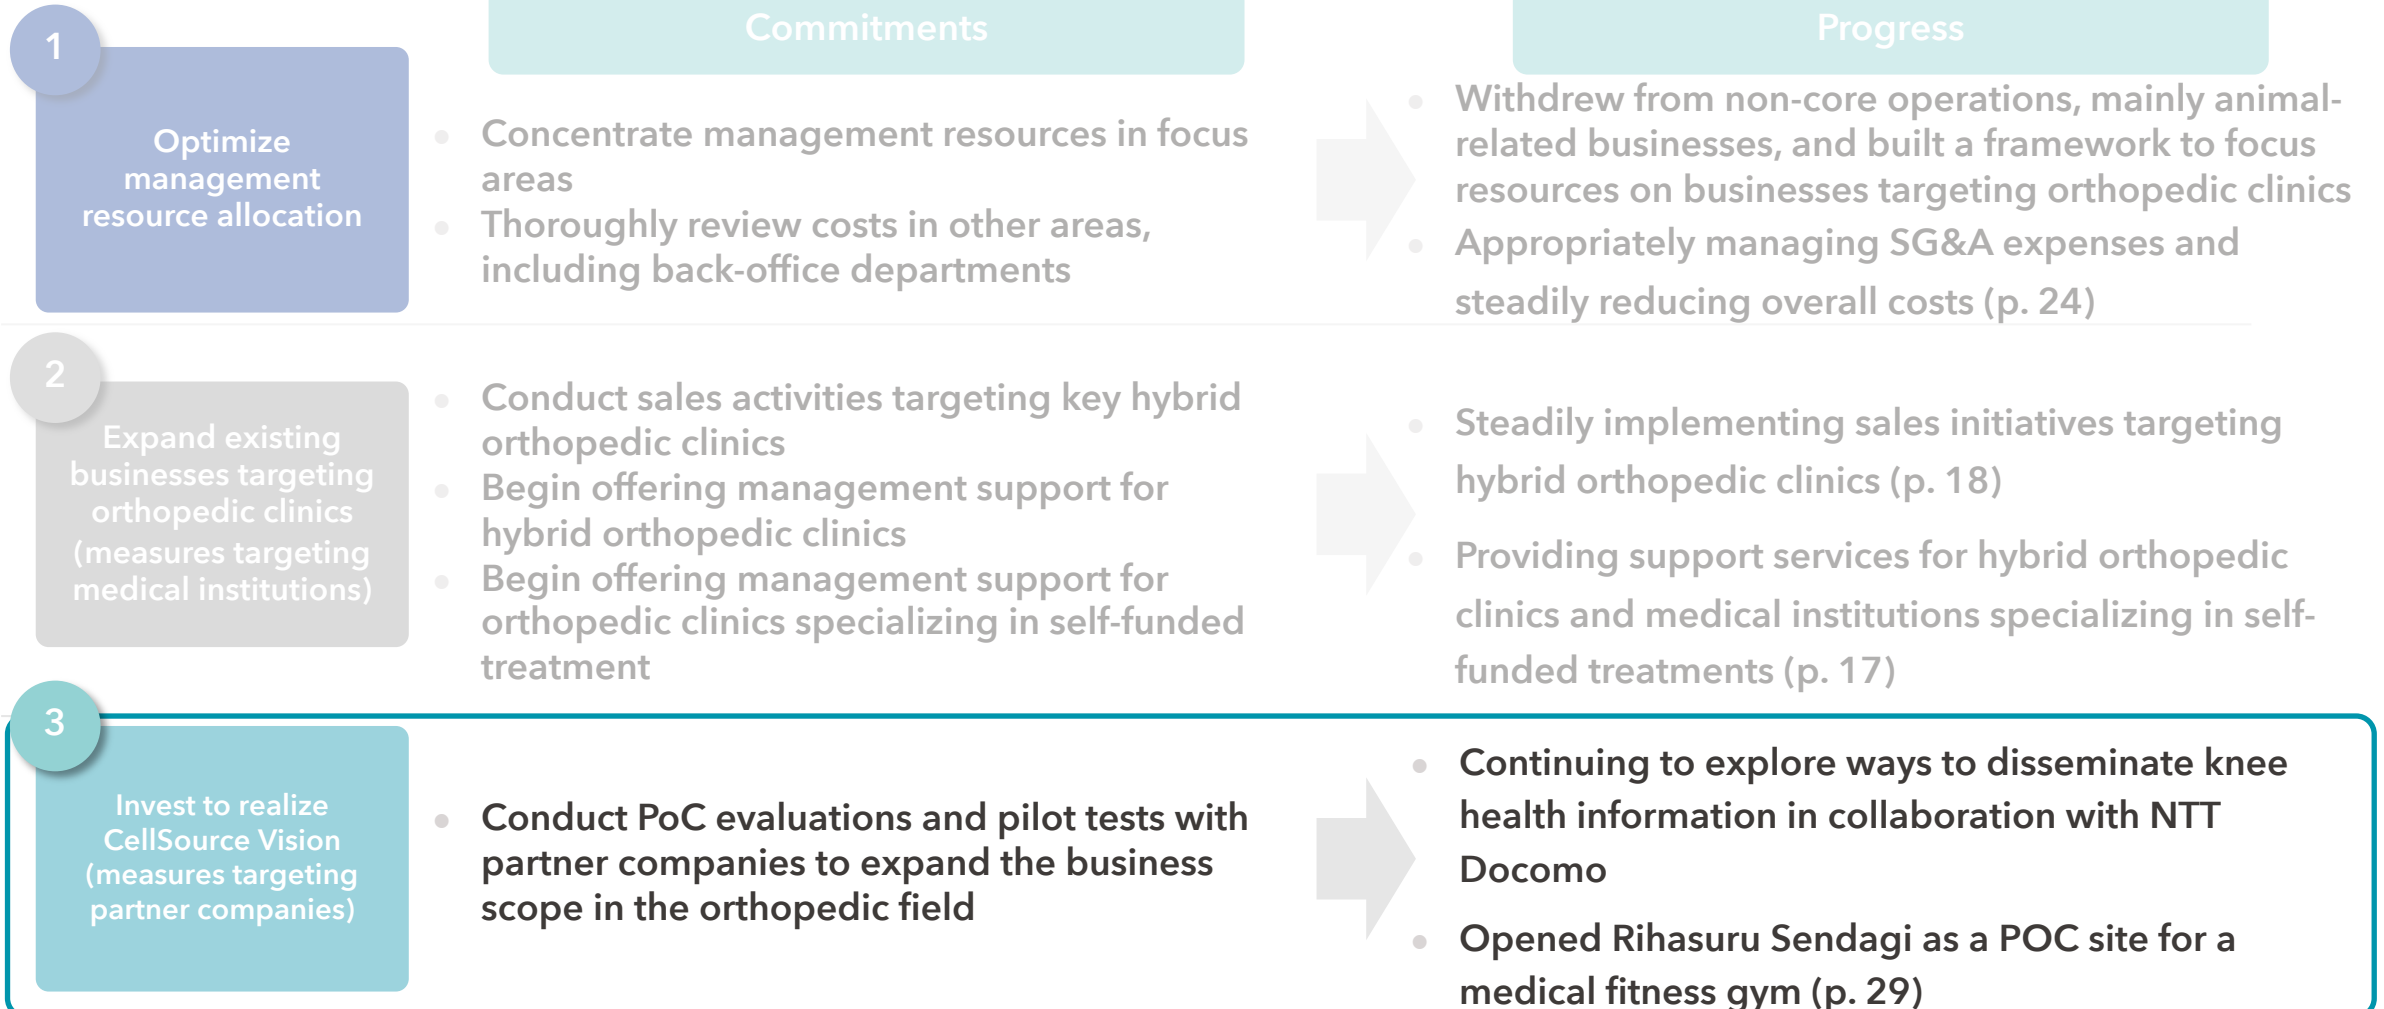 Commitments
Progress
1
Optimize
management
resource allocation
Concentrate management resources in focus
areas
Thoroughly review costs in other areas,
including back-office departments
Withdrew from non-core operations, mainly animal-
related businesses, and built a framework to focus
resources on businesses targeting orthopedic clinics
Appropriately managing SG&A expenses and
steadily reducing overall costs (p. 24)
2
Expand existing
businesses targeting
orthopedic clinics
(measures targeting
medical institutions)
Conduct sales activities targeting key hybrid
orthopedic clinics
Begin offering management support for
hybrid orthopedic clinics
Begin offering management support for
orthopedic clinics specializing in self-funded
treatment
Steadily implementing sales initiatives targeting
hybrid orthopedic clinics (p. 18)
Providing support services for hybrid orthopedic
clinics and medical institutions specializing in self-
funded treatments (p. 17)
3
Invest to realize
CellSource Vision
(measures targeting
partner companies)
Conduct PoC evaluations and pilot tests with
partner companies to expand the business
scope in the orthopedic field
Continuing to explore ways to disseminate knee
health information in collaboration with NTT
Docomo
Opened Rihasuru Sendagi as a POC site for a
medical fitness gym (p. 29)